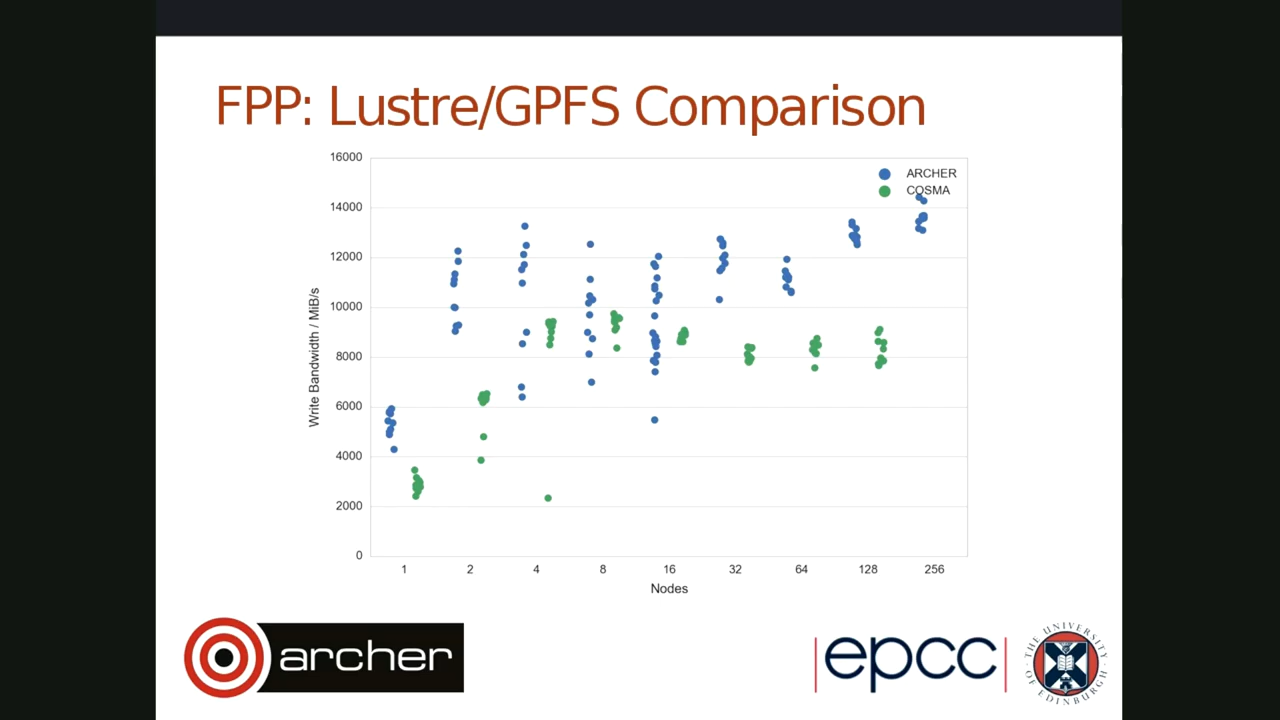 FPP: Lustre/GPFS Comparison
16000
14000
12000
10000
8000
6000
4000
2000
0
Write Bandwidth / MiB/s
ARCHER
COSMA
1 2 4 8 16 32 64 128 256
Nodes
archer
|epcc|
THE UNIVERSITY
OF EDINBURGH